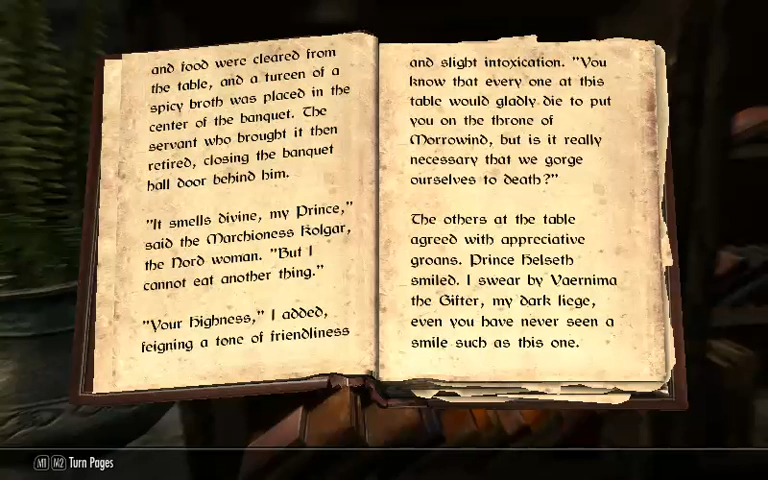 and food were cleared from
the table, and a tureen of a
spicy broth was placed in the
center of the banquet. The
servant who brought it then
retired, closing the banquet
hall door behind him.
"It smells divine, my Prince,"
said the Marchioness Kolgar,
the Nord woman. "But I
cannot eat another thing."
"Your Highness," I added,
feigning a tone of friendliness
and slight intoxication. "You
know that every one at this
table would gladly die to put
you on the throne of
Morrowind, but is it really
necessary that we gorge
ourselves to death?"
The others at the table
agreed with appreciative
groans. Prince Helseth
smiled. I swear by Vaernima
the Gifter, my dark liege,
even you have never seen a
smile such as this one.
M1 M2 Turn Pages